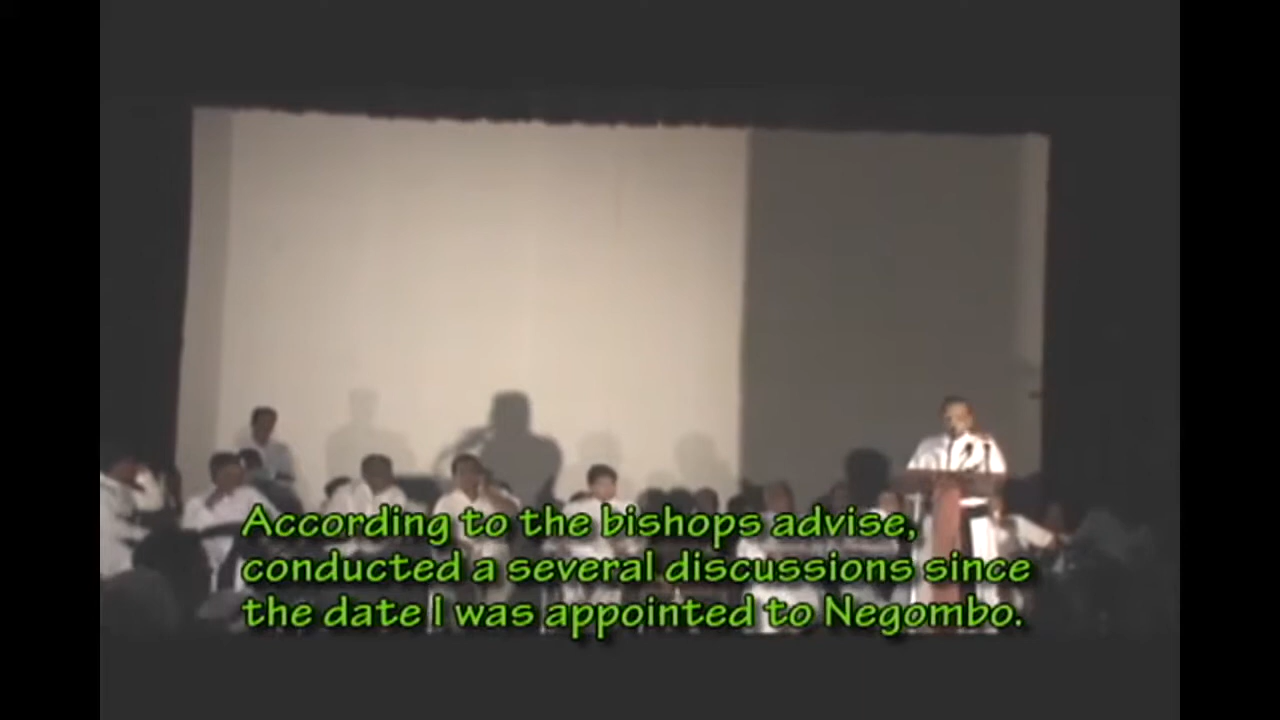 According to the bishops advise,
conducted a several discussions since
the date I was appointed to Negombo.